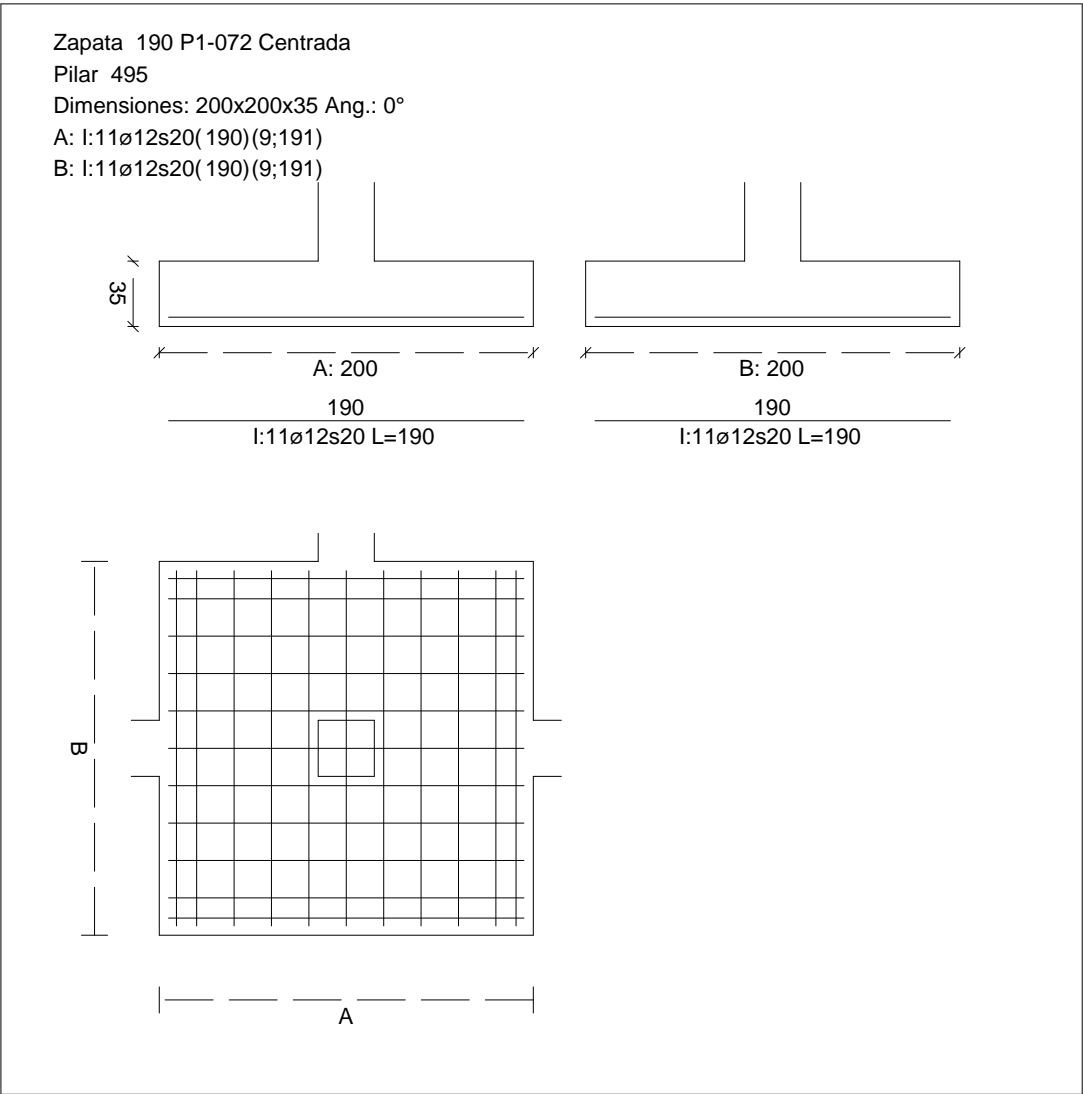 Zapata 190 P1-072 Centrada
Pilar 495
Dimensiones: 200x200x35 Ang.: 0°
A: I:11ø12s20(190)(9;191)
B: I:11ø12s20(190)(9;191)
35
A: 200
B: 200
190
190
I:11ø12s20 L=190
I:11ø12s20 L=190
B
A